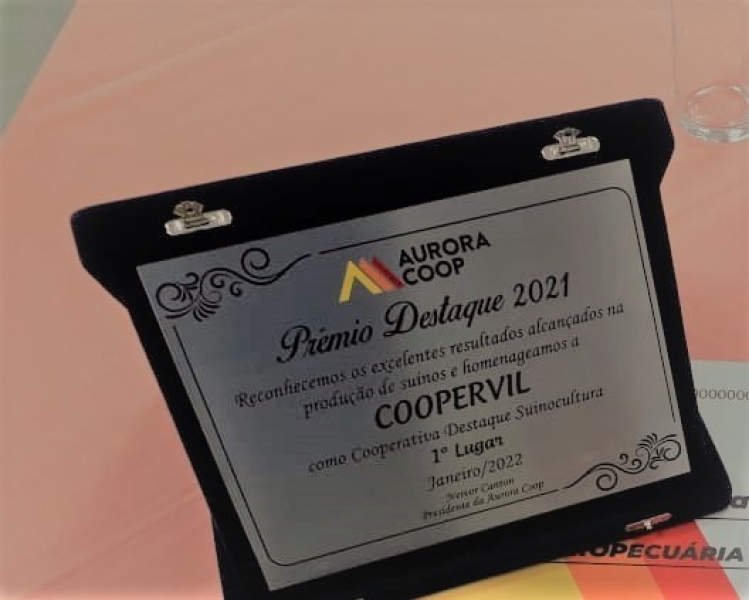 AURORA
COOP
Prêmio Destaque 2021
Reconhecemos os excelentes resultados alcançados na
produção de suínos e homenageamos a
COOPERVIL
como Cooperativa Destaque Suinocultura
1º Lugar
Janeiro/2022
Neivor Canton
Presidente da Aurora Coop